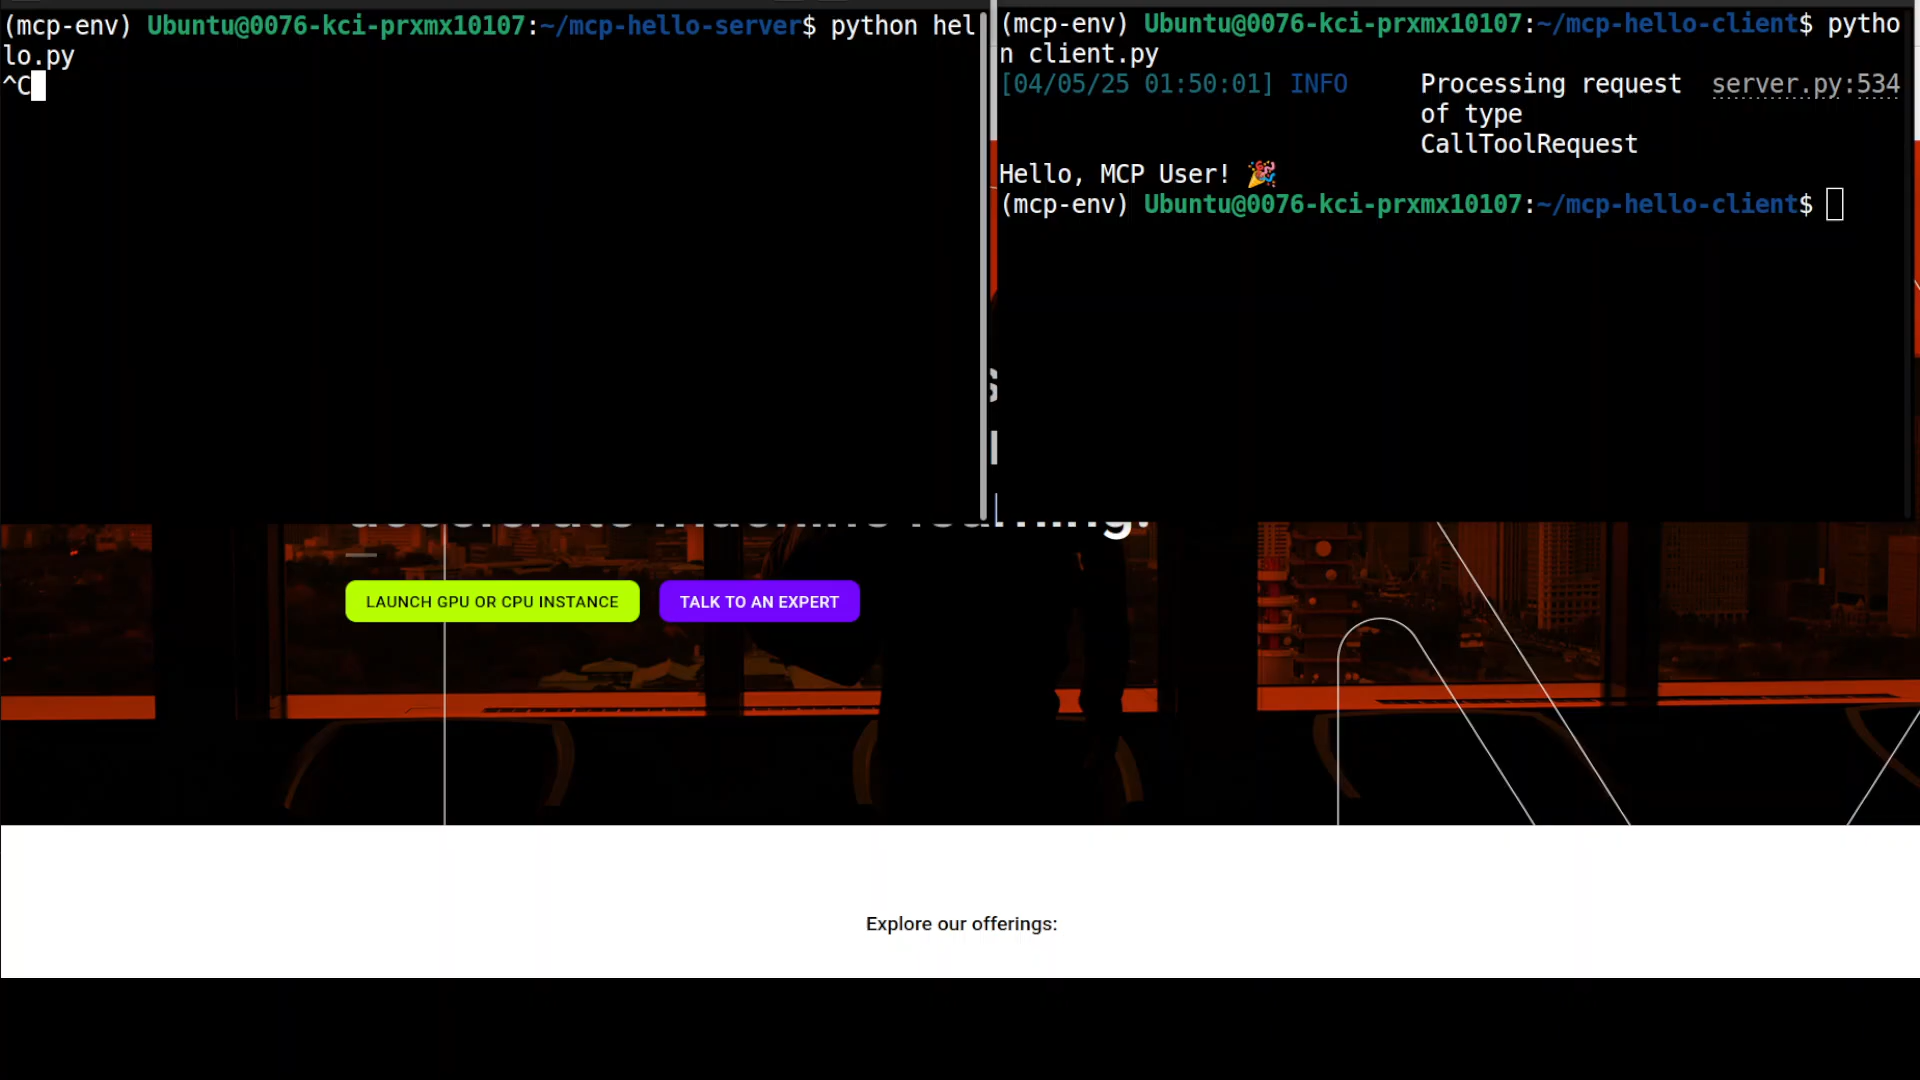 (mcp-env) Ubuntu@0076-kci-prxmx10107:~/mcp-hello-server$ python hel
lo.py
^C
(mcp-env) Ubuntu@0076-kci-prxmx10107:~/mcp-hello-client$ pytho
n client.py
[04/05/25 01:50:01] INFO Processing request server.py:534
of type
CallToolRequest
Hello, MCP User! 🎉
(mcp-env) Ubuntu@0076-kci-prxmx10107:~/mcp-hello-client$
accelerate machine learning.
LAUNCH GPU OR CPU INSTANCE
TALK TO AN EXPERT
Explore our offerings: